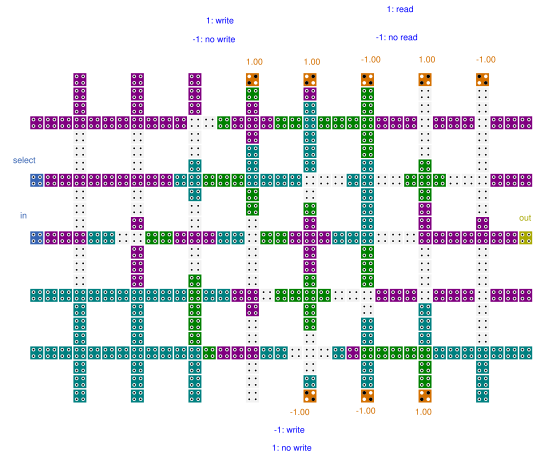 1: read
1: write
-1: no write
-1: no read
1.00
1.00
-1.00
1.00
-1.00
select
in
out
-1.00
-1.00
1.00
-1: write
1: no write